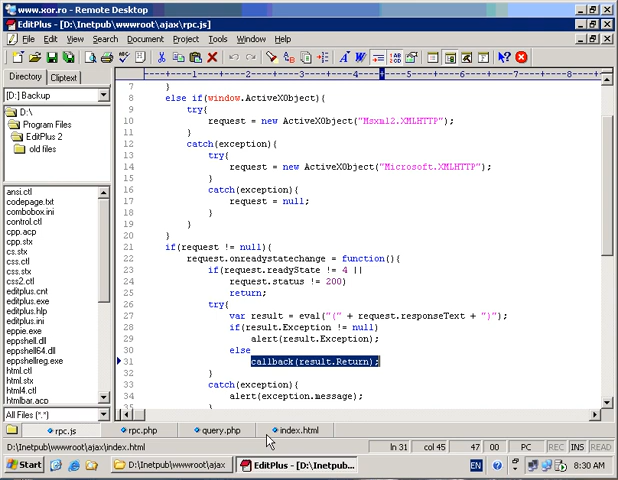 www.xor.ro - Remote Desktop
EditPlus - [D:\Inetpub\wwwroot\ajax\rpc.js]
File Edit View Search Document Project Tools Window Help
Directory Cliptext
[D:] Backup
D:\
Program Files
EditPlus 2
old files
ansi.ctl
codepage.txt
combobox.ini
control.ctl
cpp.acp
cpp.stx
cs.stx
css.ctl
css2.ctl
editplus.cnt
editplus.exe
editplus.hlp
editplus.ini
eppie.exe
eppshell.dll
eppshell64.dll
eppshellreg.exe
html.ctl
html.stx
html4.ctl
All Files (*.*)
----+----1----+----2----+----3----+----4----+----5----+----6----+--
7 }
8 else if(window.ActiveXObject){
9 try{
10 request = new ActiveXObject("Msxml2.XMLHTTP");
11 }
12 catch(exception){
13 try{
14 request = new ActiveXObject("Microsoft.XMLHTTP");
15 }
16 catch(exception){
17 request = null;
18 }
19 }
20 }
21 if(request != null){
22 request.onreadystatechange = function(){
23 if(request.readyState != 4 ||
24 request.status != 200)
25 return;
26 try{
27 var result = eval("(" + request.responseText + ")");
28 if(result.Exception != null)
29 alert(result.Exception);
30 else
31 callback(result.Return);
32 }
33 catch(exception){
34 alert(exception.message);
35 }
rpc.js rpc.php query.php index.html
D:\Inetpub\wwwroot\ajax\index.html ln 31 col 45 47 00 PC REC INS READ
Start D:\Inetpub\wwwroot\ajax EditPlus - [D:\Inetpub... EN 8:30 AM